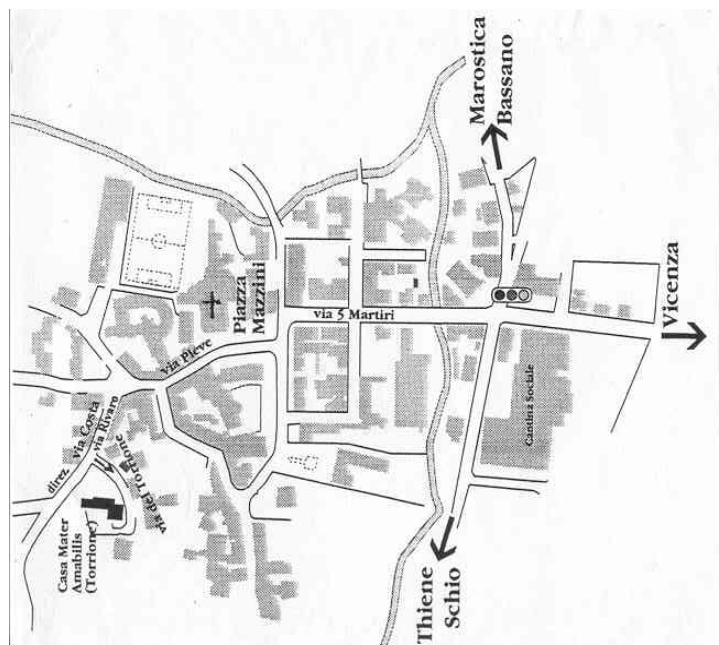 Marostica
Bassano
Piazza
Mazzini
via 5 Martiri
Vicenza
via Pieve
Cantina Sociale
direz. via Costa
via Rivaro
via del Torrione
Casa Mater
Amabilis
(Torrione)
Thiene
Schio